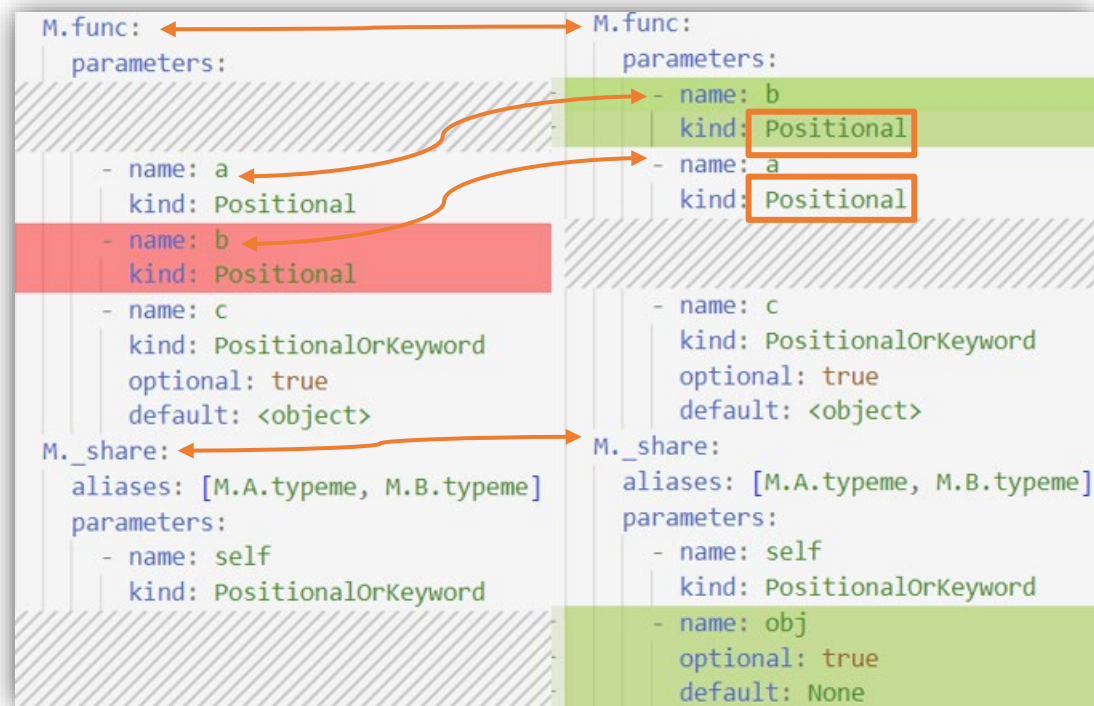 M.func:
parameters:
- name: a
kind: Positional
- name: b
kind: Positional
- name: c
kind: PositionalOrKeyword
optional: true
default: <object>
M._share:
aliases: [M.A.typeme, M.B.typeme]
parameters:
- name: self
kind: PositionalOrKeyword
M.func:
parameters:
- name: b
kind: Positional
- name: a
kind: Positional
- name: c
kind: PositionalOrKeyword
optional: true
default: <object>
M._share:
aliases: [M.A.typeme, M.B.typeme]
parameters:
- name: self
kind: PositionalOrKeyword
- name: obj
optional: true
default: None